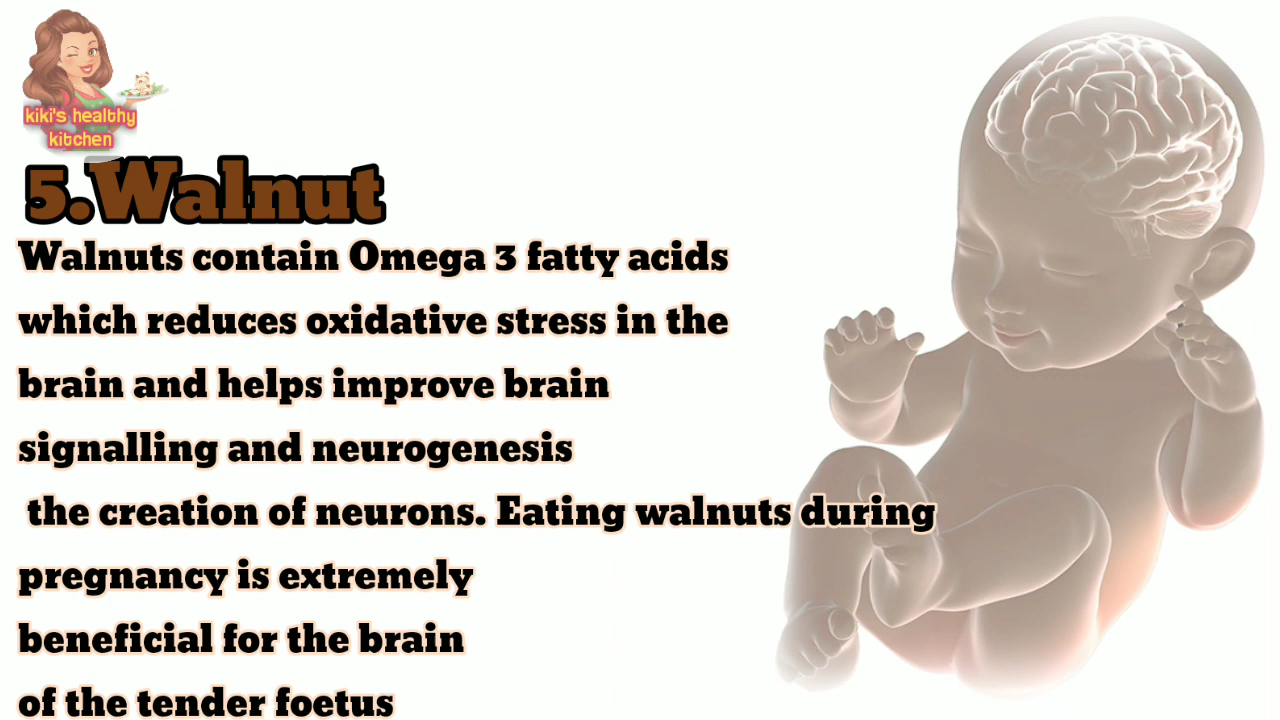 kiki's healthy
kitchen
5.Walnut
Walnuts contain Omega 3 fatty acids
which reduces oxidative stress in the
brain and helps improve brain
signalling and neurogenesis
the creation of neurons. Eating walnuts during
pregnancy is extremely
beneficial for the brain
of the tender foetus